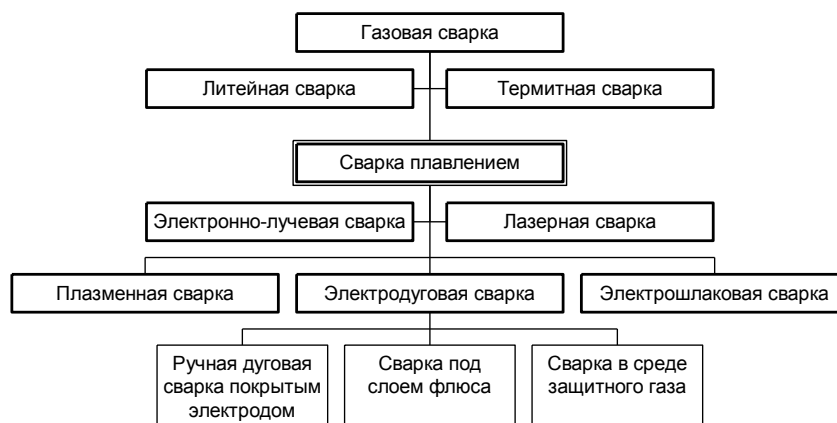 Газовая сварка
Литейная сварка
Термитная сварка
Сварка плавлением
Электронно-лучевая сварка
Лазерная сварка
Плазменная сварка
Электродуговая сварка
Электрошлаковая сварка
Ручная дуговая
сварка покрытым
электродом
Сварка под
слоем флюса
Сварка в среде
защитного газа